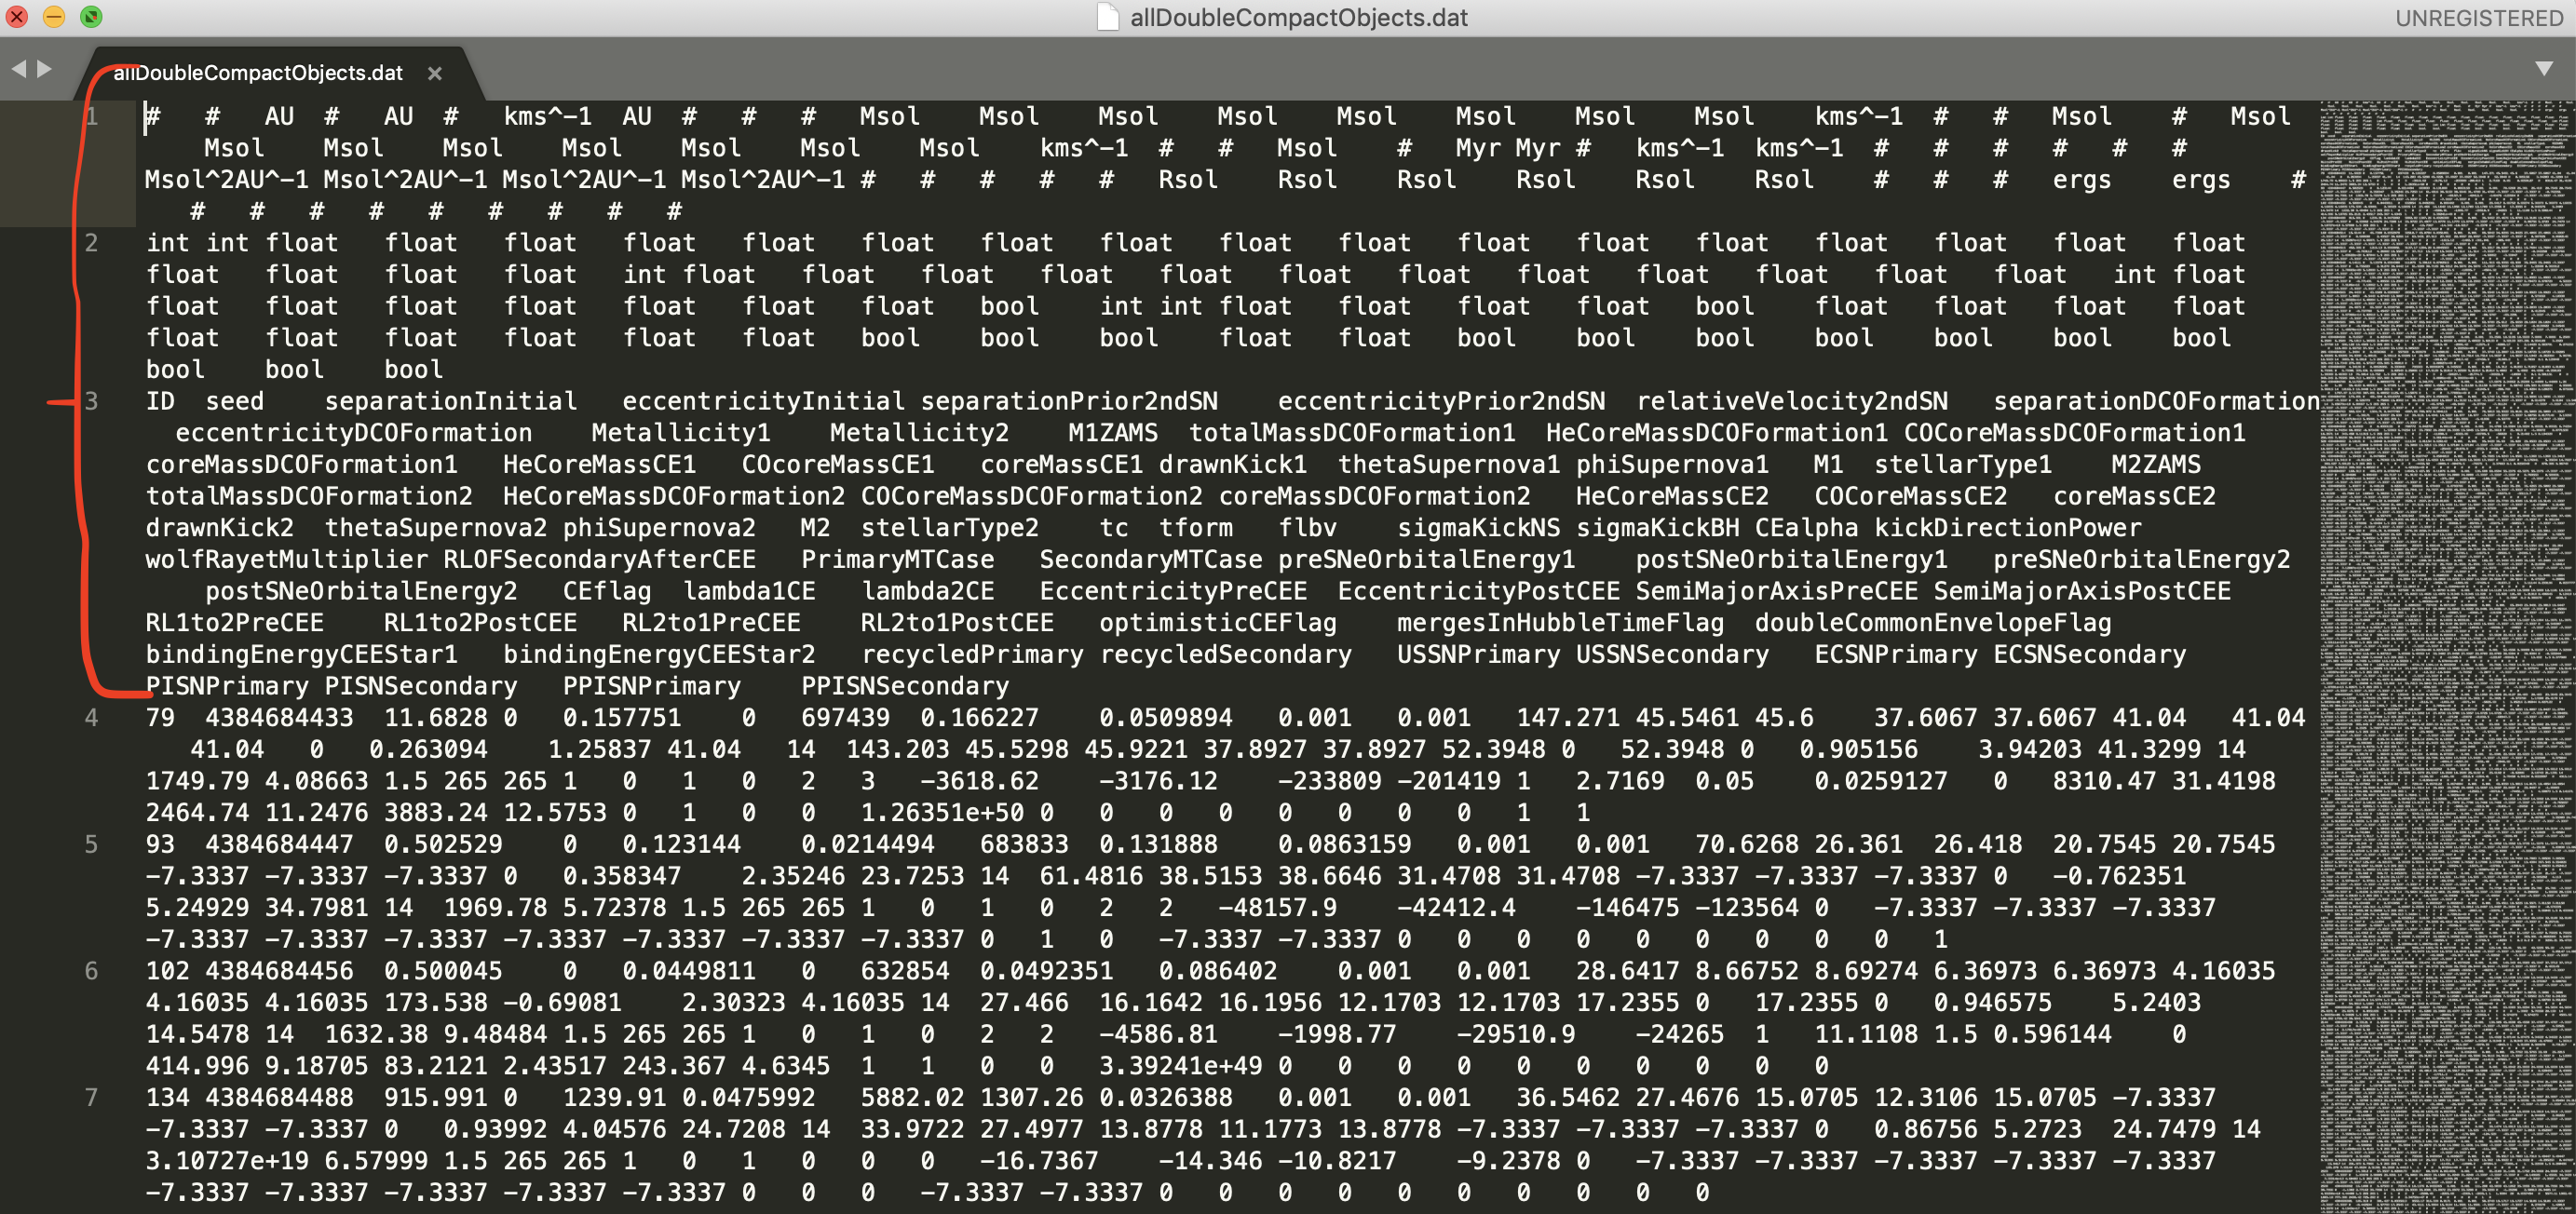 allDoubleCompactObjects.dat
UNREGISTERED
allDoubleCompactObjects.dat ×
1 # # AU # AU # kms^-1 AU # # # Msol Msol Msol Msol Msol Msol Msol Msol kms^-1 # # Msol # Msol
Msol Msol Msol Msol Msol Msol Msol kms^-1 # # Msol # Myr Myr # kms^-1 kms^-1 # # # # # #
Msol^2AU^-1 Msol^2AU^-1 Msol^2AU^-1 Msol^2AU^-1 # # # # # Rsol Rsol Rsol Rsol Rsol Rsol # # # ergs ergs #
# # # # # # # # #
2 int int float float float float float float float float float float float float float float float float float
float float float float int float float float float float float float float float float float float int float
float float float float float float bool int int float float float float bool float float float float
float float float float float float bool bool bool float float bool bool bool bool bool bool bool
bool bool bool
3 ID seed separationInitial eccentricityInitial separationPrior2ndSN eccentricityPrior2ndSN relativeVelocity2ndSN separationDCOFormation
eccentricityDCOFormation Metallicity1 Metallicity2 M1ZAMS totalMassDCOFormation1 HeCoreMassDCOFormation1 COCoreMassDCOFormation1
coreMassDCOFormation1 HeCoreMassCE1 COcoreMassCE1 coreMassCE1 drawnKick1 thetaSupernova1 phiSupernova1 M1 stellarType1 M2ZAMS
totalMassDCOFormation2 HeCoreMassDCOFormation2 COCoreMassDCOFormation2 coreMassDCOFormation2 HeCoreMassCE2 COCoreMassCE2 coreMassCE2
drawnKick2 thetaSupernova2 phiSupernova2 M2 stellarType2 tc tform flbv sigmaKickNS sigmaKickBH CEalpha kickDirectionPower
wolfRayetMultiplier RLOFSecondaryAfterCEE PrimaryMTCase SecondaryMTCase preSNeOrbitalEnergy1 postSNeOrbitalEnergy1 preSNeOrbitalEnergy2
postSNeOrbitalEnergy2 CEflag lambda1CE lambda2CE EccentricityPreCEE EccentricityPostCEE SemiMajorAxisPreCEE SemiMajorAxisPostCEE
RL1to2PreCEE RL1to2PostCEE RL2to1PreCEE RL2to1PostCEE optimisticCEFlag mergesInHubbleTimeFlag doubleCommonEnvelopeFlag
bindingEnergyCEEStar1 bindingEnergyCEEStar2 recycledPrimary recycledSecondary USSNPrimary USSNSecondary ECSNPrimary ECSNSecondary
PISNPrimary PISNSecondary PPISNPrimary PPISNSecondary
4 79 4384684433 11.6828 0 0.157751 0 697439 0.166227 0.0509894 0.001 0.001 147.271 45.5461 45.6 37.6067 37.6067 41.04 41.04
41.04 0 0.263094 1.25837 41.04 14 143.203 45.5298 45.9221 37.8927 37.8927 52.3948 0 52.3948 0 0.905156 3.94203 41.3299 14
1749.79 4.08663 1.5 265 265 1 0 1 0 2 3 -3618.62 -3176.12 -233809 -201419 1 2.7169 0.05 0.0259127 0 8310.47 31.4198
2464.74 11.2476 3883.24 12.5753 0 1 0 0 1.26351e+50 0 0 0 0 0 0 0 0 1 1
5 93 4384684447 0.502529 0 0.123144 0.0214494 683833 0.131888 0.0863159 0.001 0.001 70.6268 26.361 26.418 20.7545 20.7545
-7.3337 -7.3337 -7.3337 0 0.358347 2.35246 23.7253 14 61.4816 38.5153 38.6646 31.4708 31.4708 -7.3337 -7.3337 -7.3337 0 -0.762351
5.24929 34.7981 14 1969.78 5.72378 1.5 265 265 1 0 1 0 2 2 -48157.9 -42412.4 -146475 -123564 0 -7.3337 -7.3337 -7.3337
-7.3337 -7.3337 -7.3337 -7.3337 -7.3337 -7.3337 -7.3337 0 1 0 -7.3337 -7.3337 0 0 0 0 0 0 0 0 0 1
6 102 4384684456 0.500045 0 0.0449811 0 632854 0.0492351 0.086402 0.001 0.001 28.6417 8.66752 8.69274 6.36973 6.36973 4.16035
4.16035 4.16035 173.538 -0.69081 2.30323 4.16035 14 27.466 16.1642 16.1956 12.1703 12.1703 17.2355 0 17.2355 0 0.946575 5.2403
14.5478 14 1632.38 9.48484 1.5 265 265 1 0 1 0 2 2 -4586.81 -1998.77 -29510.9 -24265 1 11.1108 1.5 0.596144 0
414.996 9.18705 83.2121 2.43517 243.367 4.6345 1 1 0 0 3.39241e+49 0 0 0 0 0 0 0 0 0 0
7 134 4384684488 915.991 0 1239.91 0.0475992 5882.02 1307.26 0.0326388 0.001 0.001 36.5462 27.4676 15.0705 12.3106 15.0705 -7.3337
-7.3337 -7.3337 0 0.93992 4.04576 24.7208 14 33.9722 27.4977 13.8778 11.1773 13.8778 -7.3337 -7.3337 -7.3337 0 0.86756 5.2723 24.7479 14
3.10727e+19 6.57999 1.5 265 265 1 0 1 0 0 0 -16.7367 -14.346 -10.8217 -9.2378 0 -7.3337 -7.3337 -7.3337 -7.3337 -7.3337
-7.3337 -7.3337 -7.3337 -7.3337 -7.3337 0 0 0 -7.3337 -7.3337 0 0 0 0 0 0 0 0 0 0